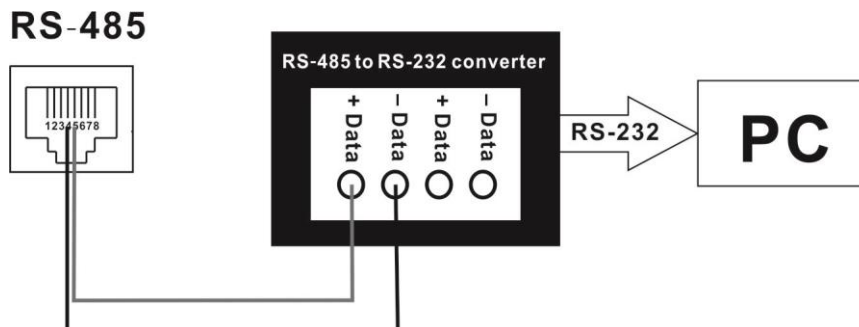 RS-485
12345678
RS-485 to RS-232 converter
+ Data
− Data
+ Data
− Data
RS-232
PC